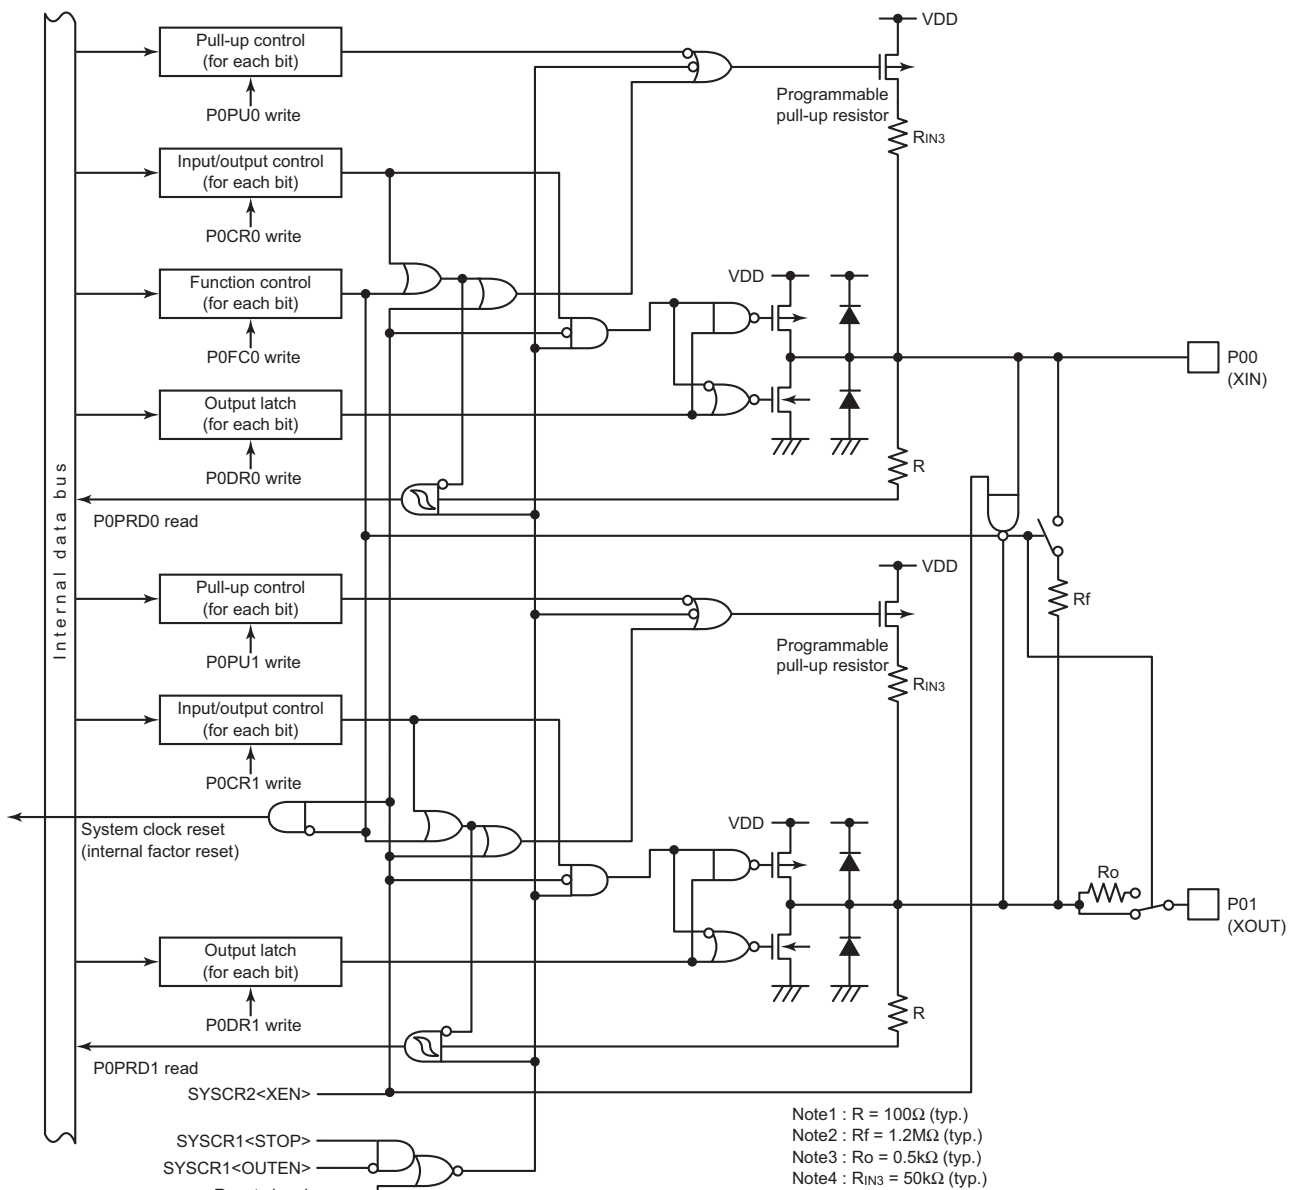 VDD
Pull-up control
(for each bit)
P0PU0 write
Programmable
pull-up resistor
RIN3
Input/output control
(for each bit)
P0CR0 write
Function control
(for each bit)
P0FC0 write
VDD
P00
(XIN)
Output latch
(for each bit)
P0DR0 write
R
P0PRD0 read
Internal data bus
VDD
Pull-up control
(for each bit)
P0PU1 write
Rf
Programmable
pull-up resistor
RIN3
Input/output control
(for each bit)
P0CR1 write
System clock reset
(internal factor reset)
VDD
Ro
P01
(XOUT)
Output latch
(for each bit)
P0DR1 write
R
P0PRD1 read
SYSCR2<XEN>
SYSCR1<STOP>
SYSCR1<OUTEN>
Note1 : R = 100Ω (typ.)
Note2 : Rf = 1.2MΩ (typ.)
Note3 : Ro = 0.5kΩ (typ.)
Note4 : RIN3 = 50kΩ (typ.)